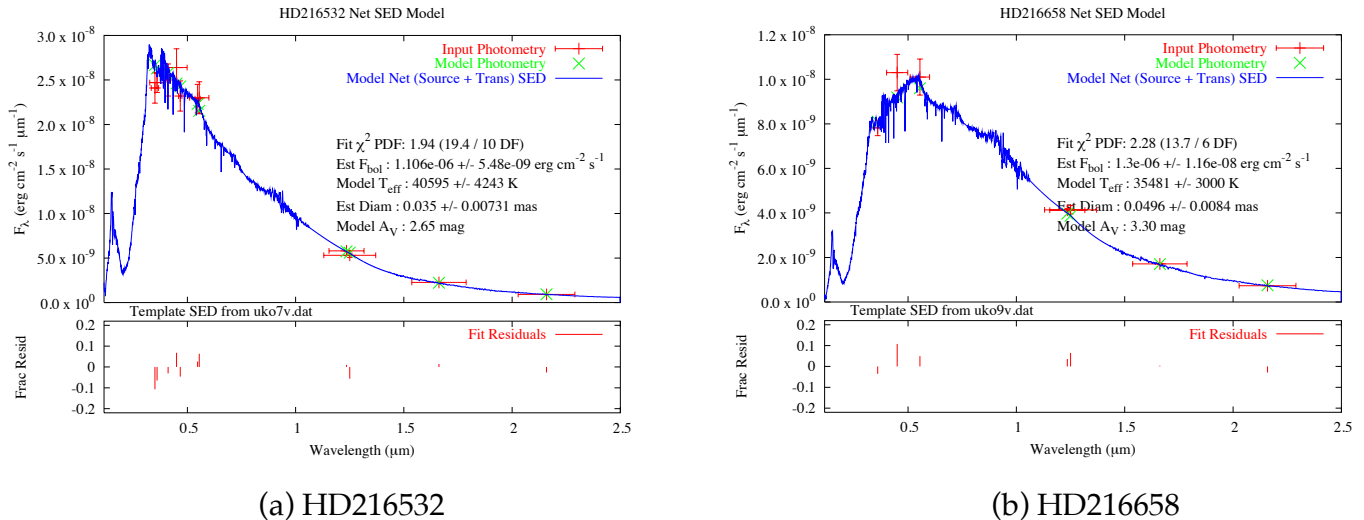 HD216532 Net SED Model
F_λ (erg cm⁻² s⁻¹ μm⁻¹)
3.0 x 10⁻⁸
2.5 x 10⁻⁸
2.0 x 10⁻⁸
1.5 x 10⁻⁸
1.0 x 10⁻⁸
5.0 x 10⁻⁹
0.0 x 10⁰
Input Photometry
Model Photometry
Model Net (Source + Trans) SED
Fit χ² PDF: 1.94 (19.4 / 10 DF)
Est F_bol : 1.106e-06 +/- 5.48e-09 erg cm⁻² s⁻¹
Model T_eff : 40595 +/- 4243 K
Est Diam : 0.035 +/- 0.00731 mas
Model A_V : 2.65 mag
Template SED from uko7v.dat
Frac Resid
0.2
0.1
0
-0.1
-0.2
Fit Residuals
0.5 1 1.5 2 2.5
Wavelength (μm)
(a) HD216532
HD216658 Net SED Model
F_λ (erg cm⁻² s⁻¹ μm⁻¹)
1.2 x 10⁻⁸
1.0 x 10⁻⁸
8.0 x 10⁻⁹
6.0 x 10⁻⁹
4.0 x 10⁻⁹
2.0 x 10⁻⁹
0.0 x 10⁰
Input Photometry
Model Photometry
Model Net (Source + Trans) SED
Fit χ² PDF: 2.28 (13.7 / 6 DF)
Est F_bol : 1.3e-06 +/- 1.16e-08 erg cm⁻² s⁻¹
Model T_eff : 35481 +/- 3000 K
Est Diam : 0.0496 +/- 0.0084 mas
Model A_V : 3.30 mag
Template SED from uko9v.dat
Frac Resid
0.2
0.1
0
-0.1
-0.2
Fit Residuals
0.5 1 1.5 2 2.5
Wavelength (μm)
(b) HD216658